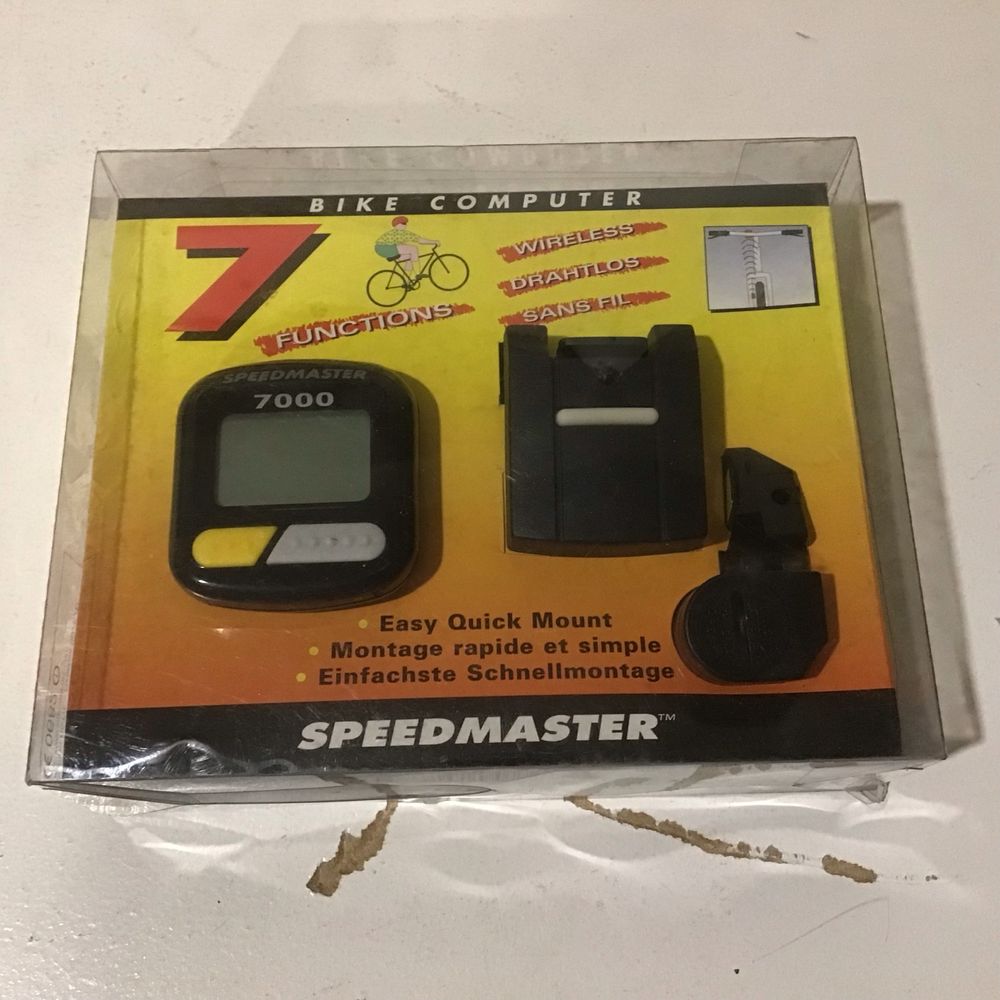 BIKE COMPUTER
7
FUNCTIONS
WIRELESS
DRAHTLOS
SANS FIL
SPEEDMASTER
7000
• Easy Quick Mount
• Montage rapide et simple
• Einfachste Schnellmontage
SPEEDMASTER™